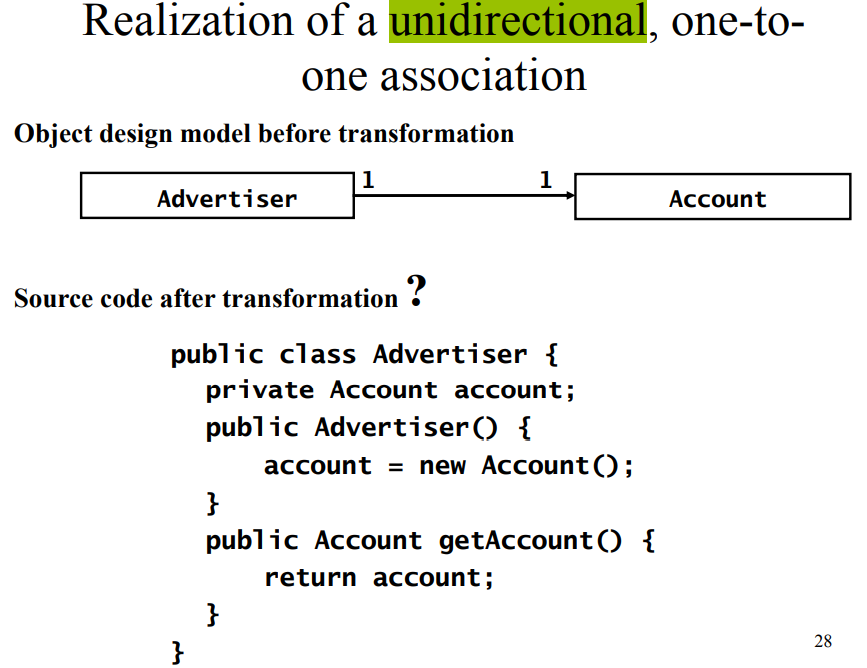 Realization of a unidirectional, one-to-
one association
Object design model before transformation
Advertiser 1 1 Account
Source code after transformation ?
public class Advertiser {
private Account account;
public Advertiser() {
account = new Account();
}
public Account getAccount() {
return account;
}
}
28